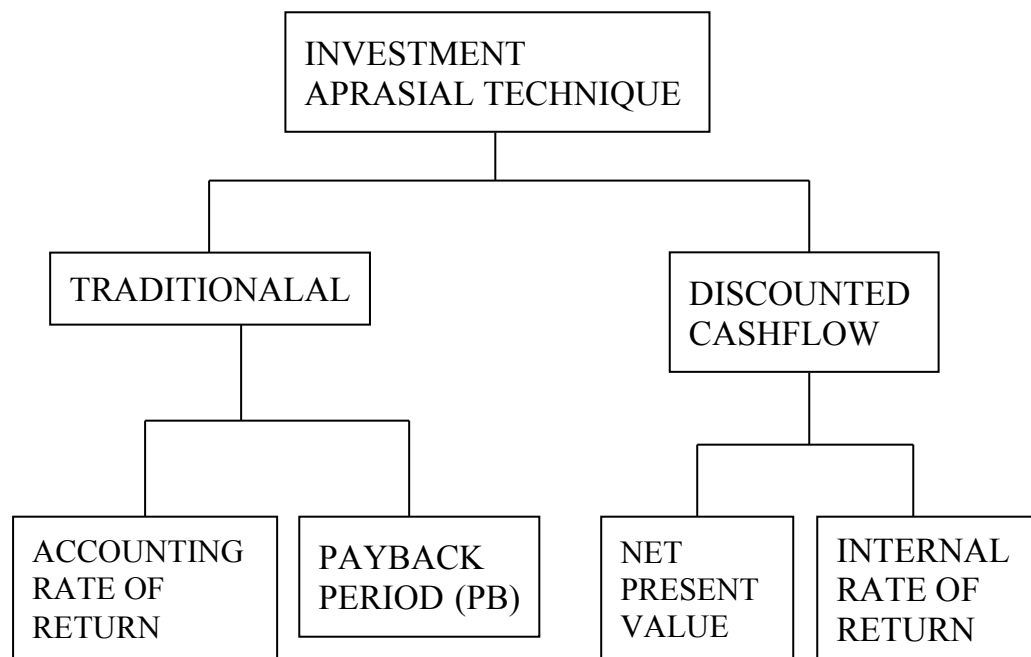 INVESTMENT
APRASIAL TECHNIQUE
TRADITIONALAL
DISCOUNTED
CASHFLOW
ACCOUNTING
RATE OF
RETURN
PAYBACK
PERIOD (PB)
NET
PRESENT
VALUE
INTERNAL
RATE OF
RETURN